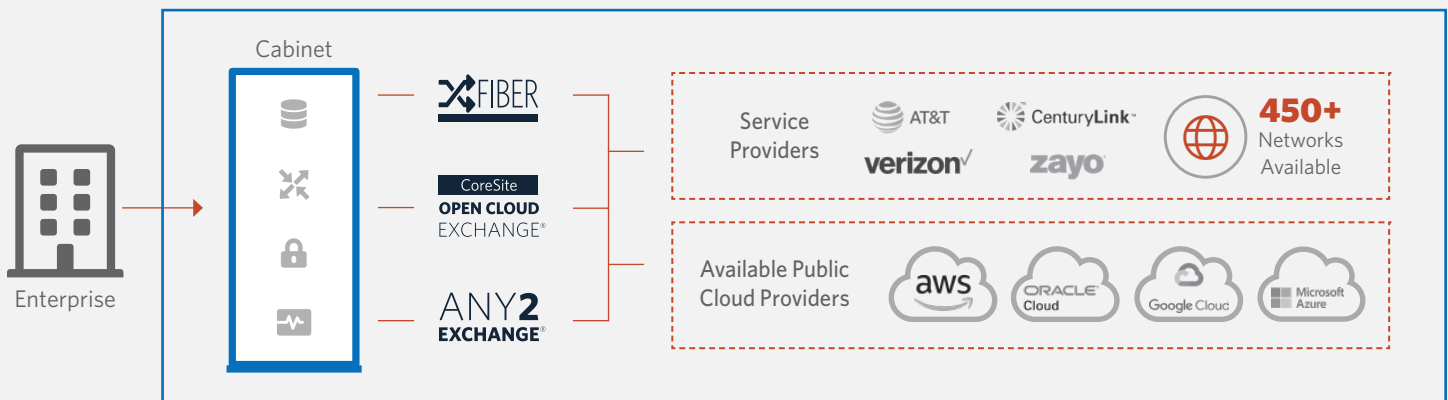 Cabinet
Enterprise
FIBER
CoreSite
OPEN CLOUD
EXCHANGE®
ANY2
EXCHANGE®
Service
Providers
AT&T
CenturyLink™
verizon✓
zayo
450+
Networks
Available
Available Public
Cloud Providers
aws
ORACLE®
Cloud
Google Cloud
Microsoft
Azure